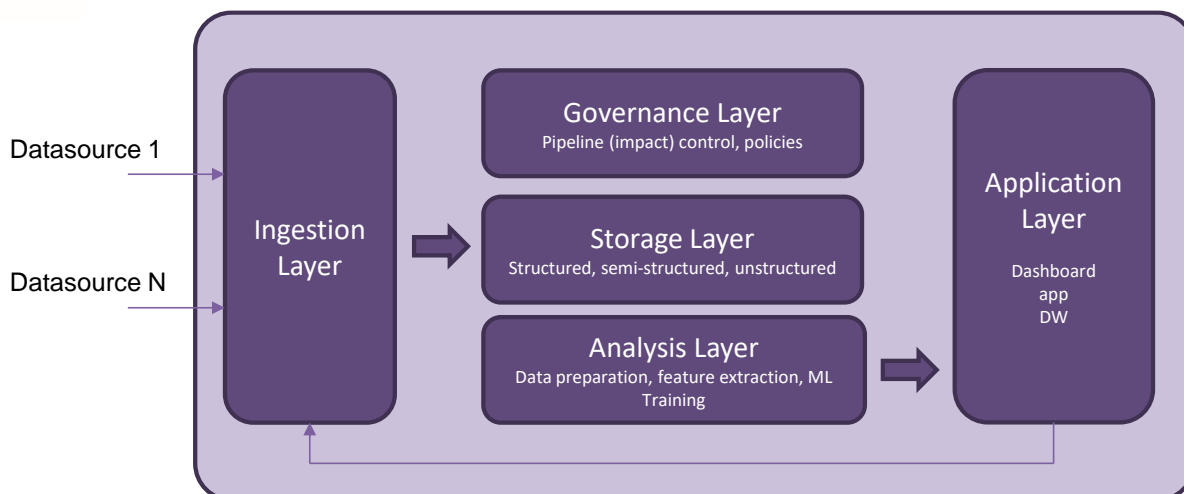 Datasource 1
Datasource N
Ingestion
Layer
Governance Layer
Pipeline (impact) control, policies
Storage Layer
Structured, semi-structured, unstructured
Analysis Layer
Data preparation, feature extraction, ML
Training
Application
Layer
Dashboard
app
DW